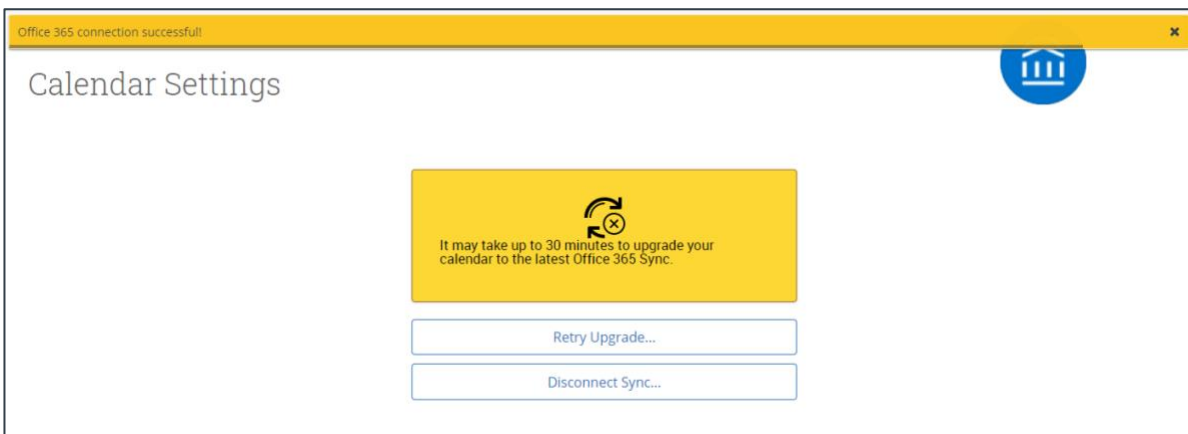 Office 365 connection successful!
Calendar Settings
It may take up to 30 minutes to upgrade your
calendar to the latest Office 365 Sync.
Retry Upgrade...
Disconnect Sync...